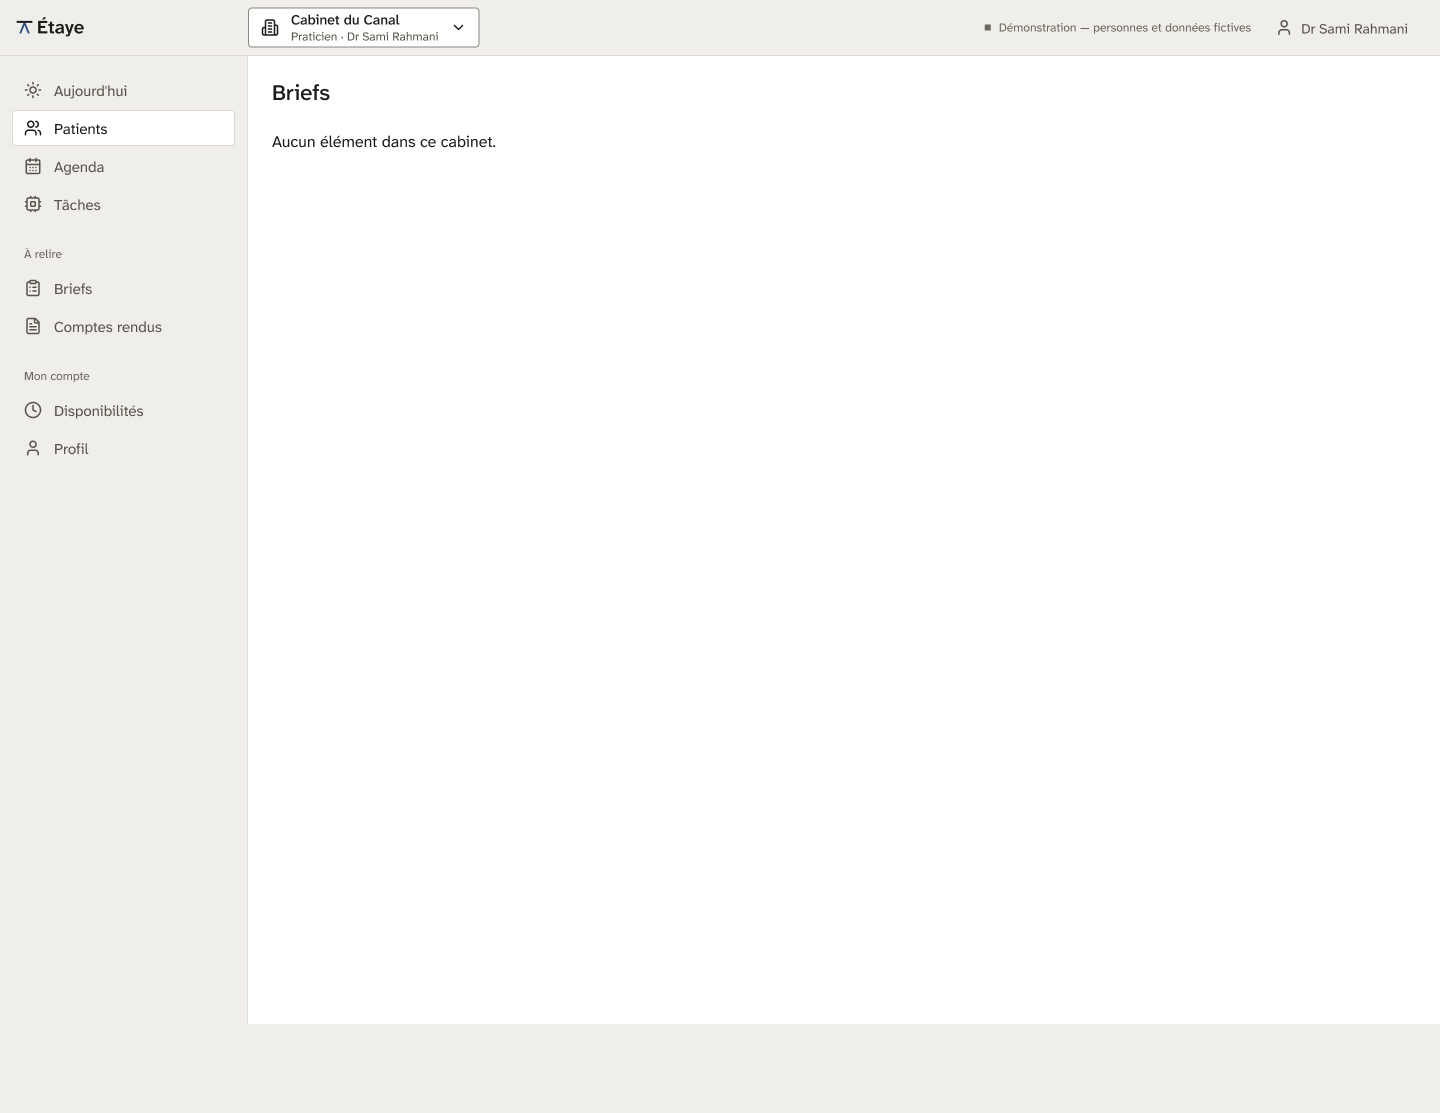 Étaye
Cabinet du Canal
Praticien · Dr Sami Rahmani
Démonstration — personnes et données fictives
Dr Sami Rahmani
Aujourd'hui
Patients
Agenda
Tâches
À relire
Briefs
Comptes rendus
Mon compte
Disponibilités
Profil
Briefs
Aucun élément dans ce cabinet.